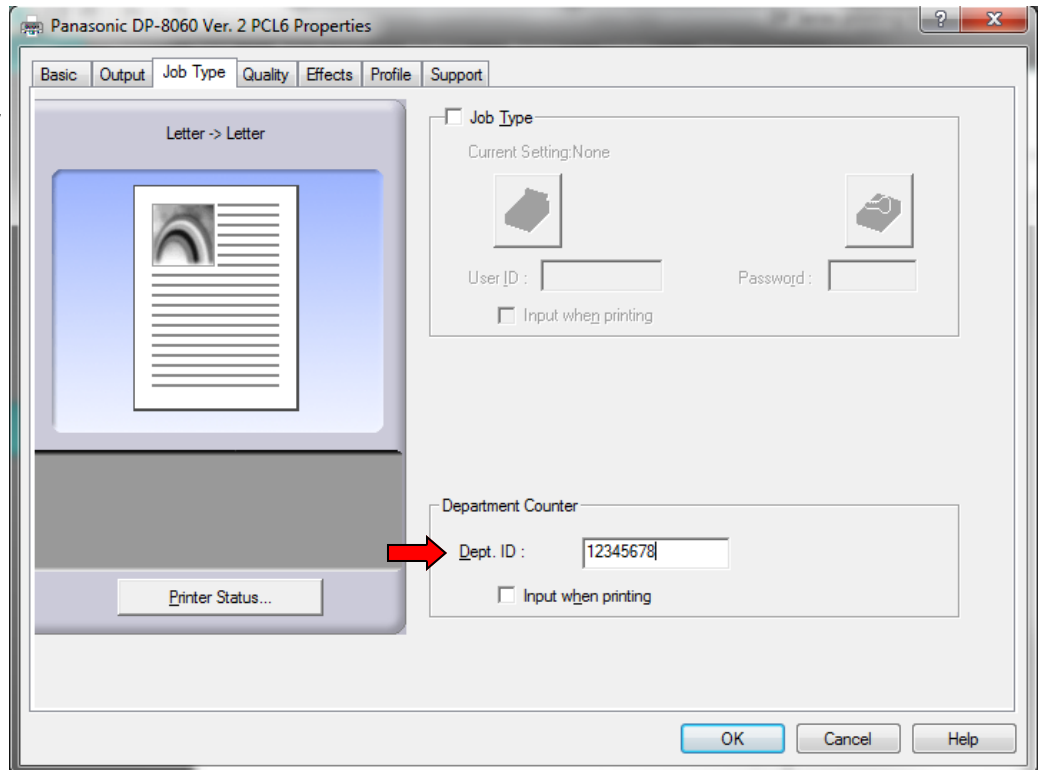 Panasonic DP-8060 Ver. 2 PCL6 Properties
Basic Output Job Type Quality Effects Profile Support
Letter -> Letter
Job Type
Current Setting:None
User ID : Password :
Input when printing
Department Counter
Dept. ID : 12345678
Input when printing
Printer Status...
OK Cancel Help